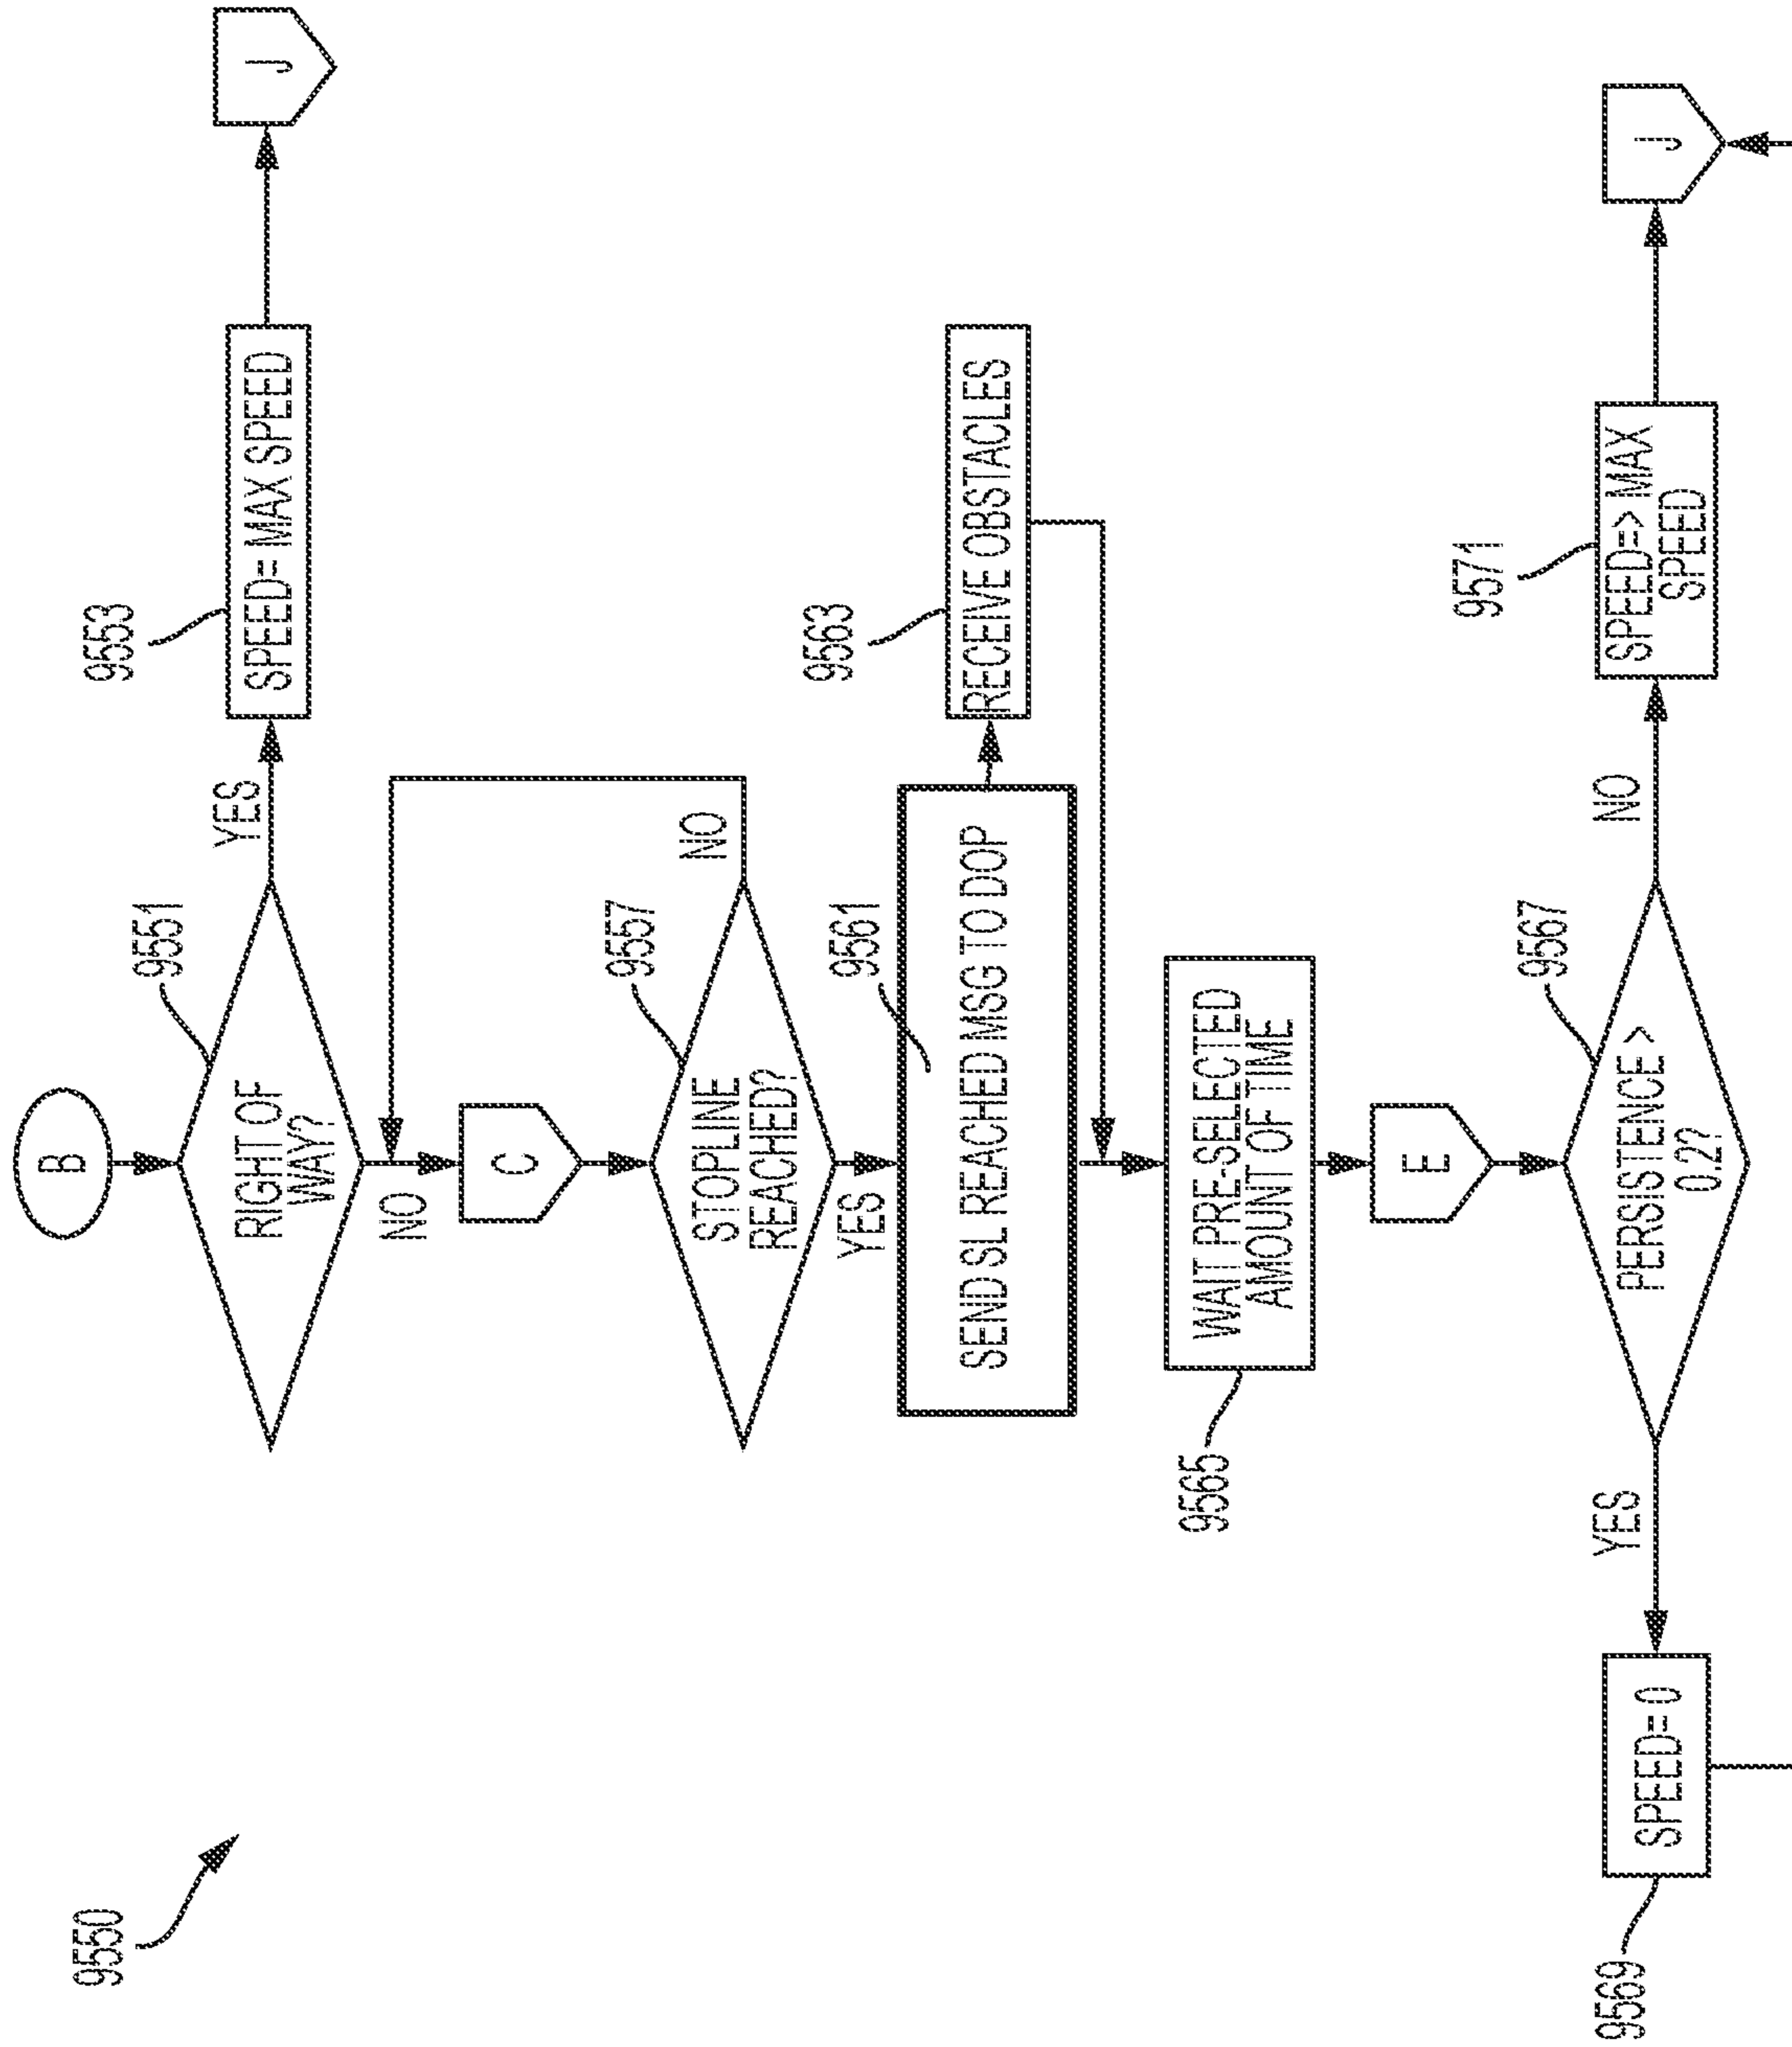 9550
B
RIGHT OF
WAY?
9551
YES
SPEED= MAX SPEED
9553
J
NO
C
STOPLINE
REACHED?
9557
NO
YES
SEND SL REACHED MSG TO DOP
9561
RECEIVE OBSTACLES
9563
WAIT PRE-SELECTED
AMOUNT OF TIME
9565
E
PERSISTENCE >
0.2?
9567
YES
SPEED= 0
9569
NO
SPEED=> MAX
SPEED
9571
J